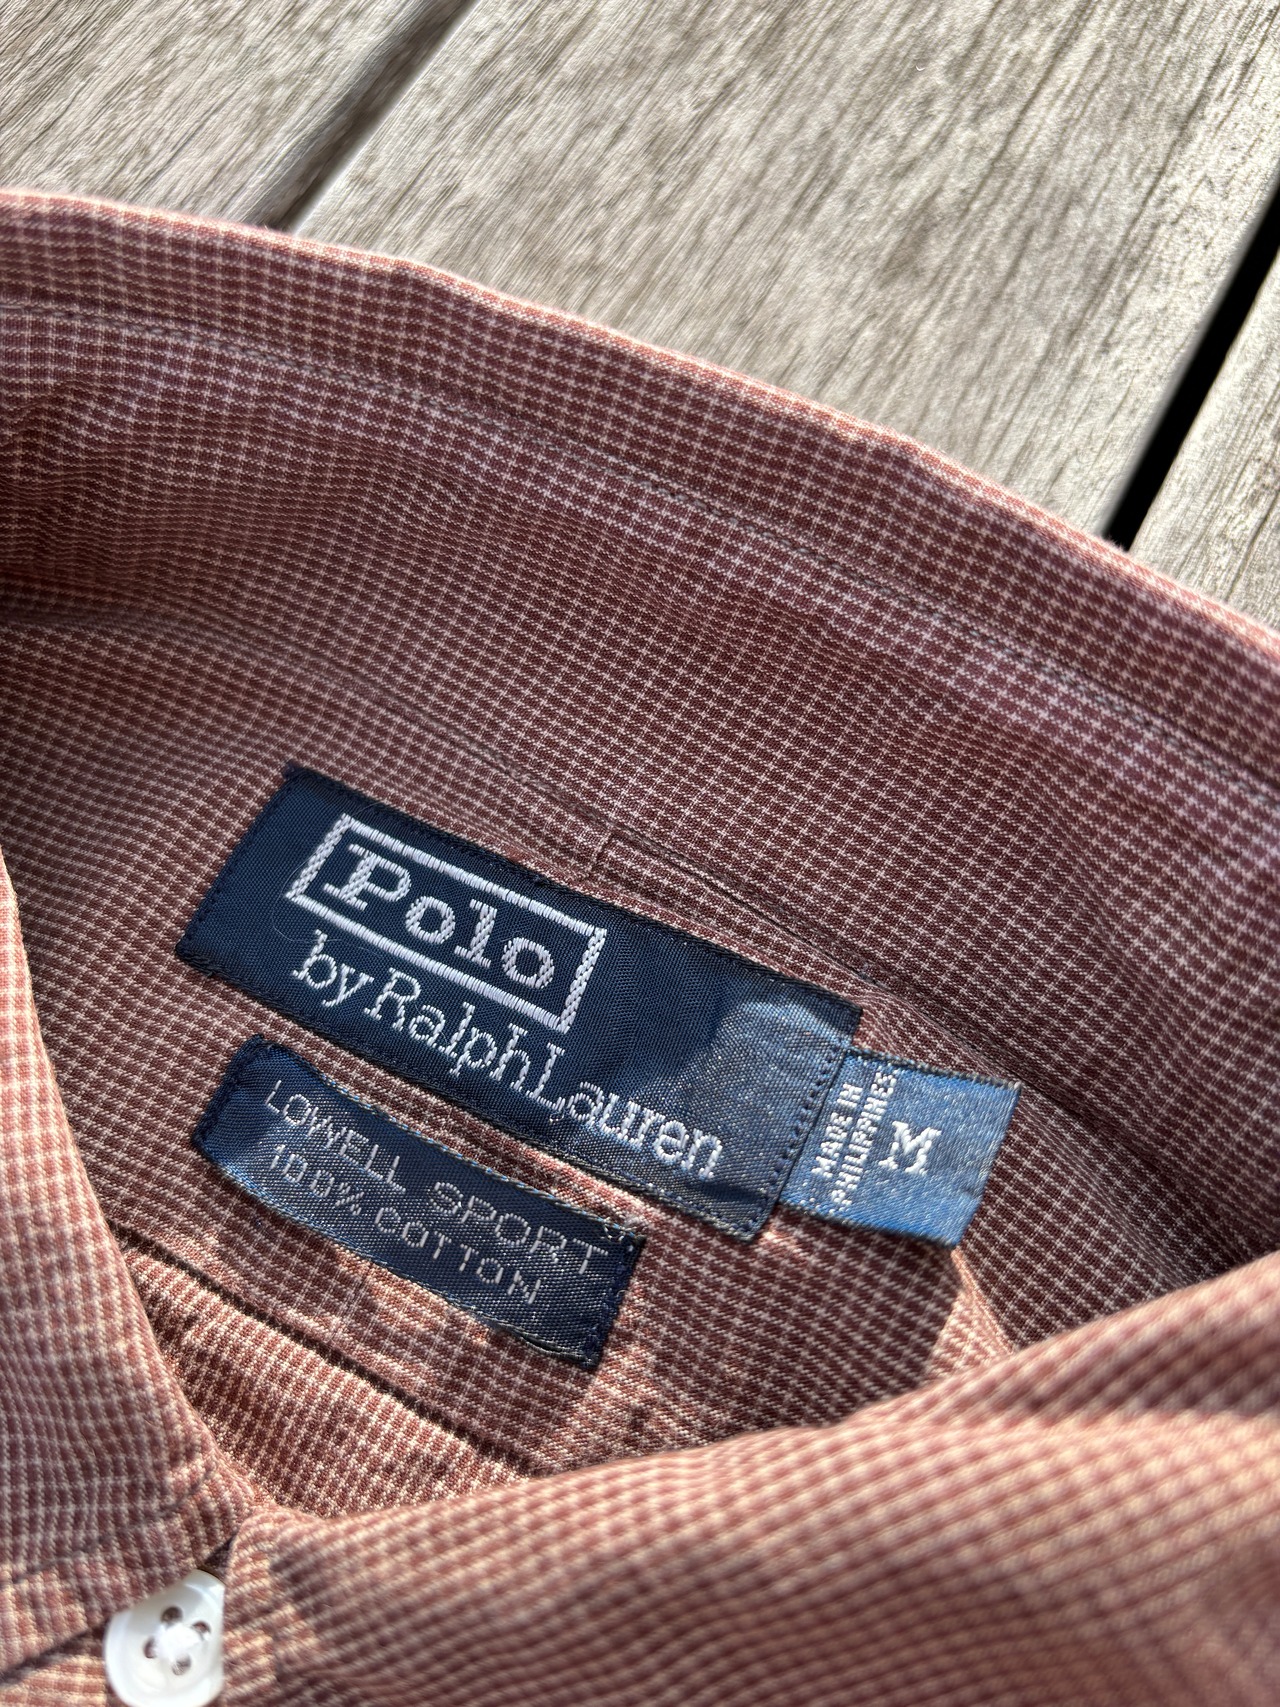 Polo
by Ralph Lauren
MADE IN
PHILIPPINES
M
LOWELL SPORT
100% COTTON